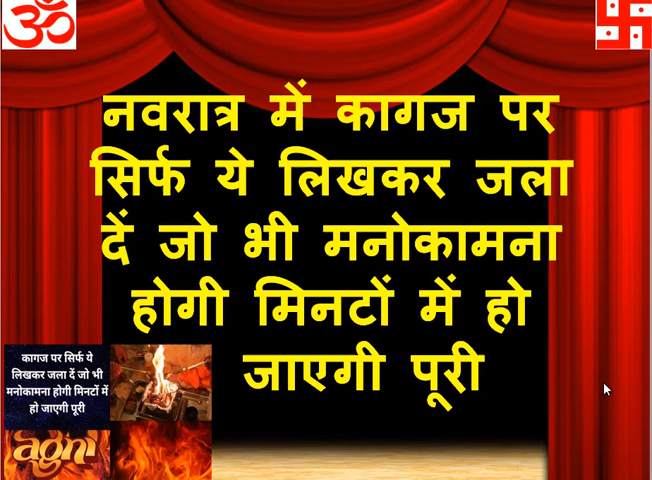 ॐ
नवरात्र में कागज पर
सिर्फ ये लिखकर जला
दें जो भी मनोकामना
होगी मिनटों में हो
जाएगी पूरी
कागज पर सिर्फ ये
लिखकर जला दें जो भी
मनोकामना होगी मिनटों में
हो जाएगी पूरी
agni